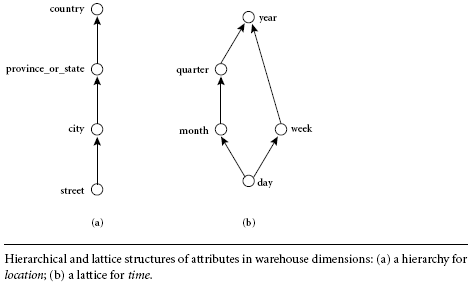 country
year
province_or_state
quarter
city
month
week
street
day
(a)
(b)
Hierarchical and lattice structures of attributes in warehouse dimensions: (a) a hierarchy for
location; (b) a lattice for time.